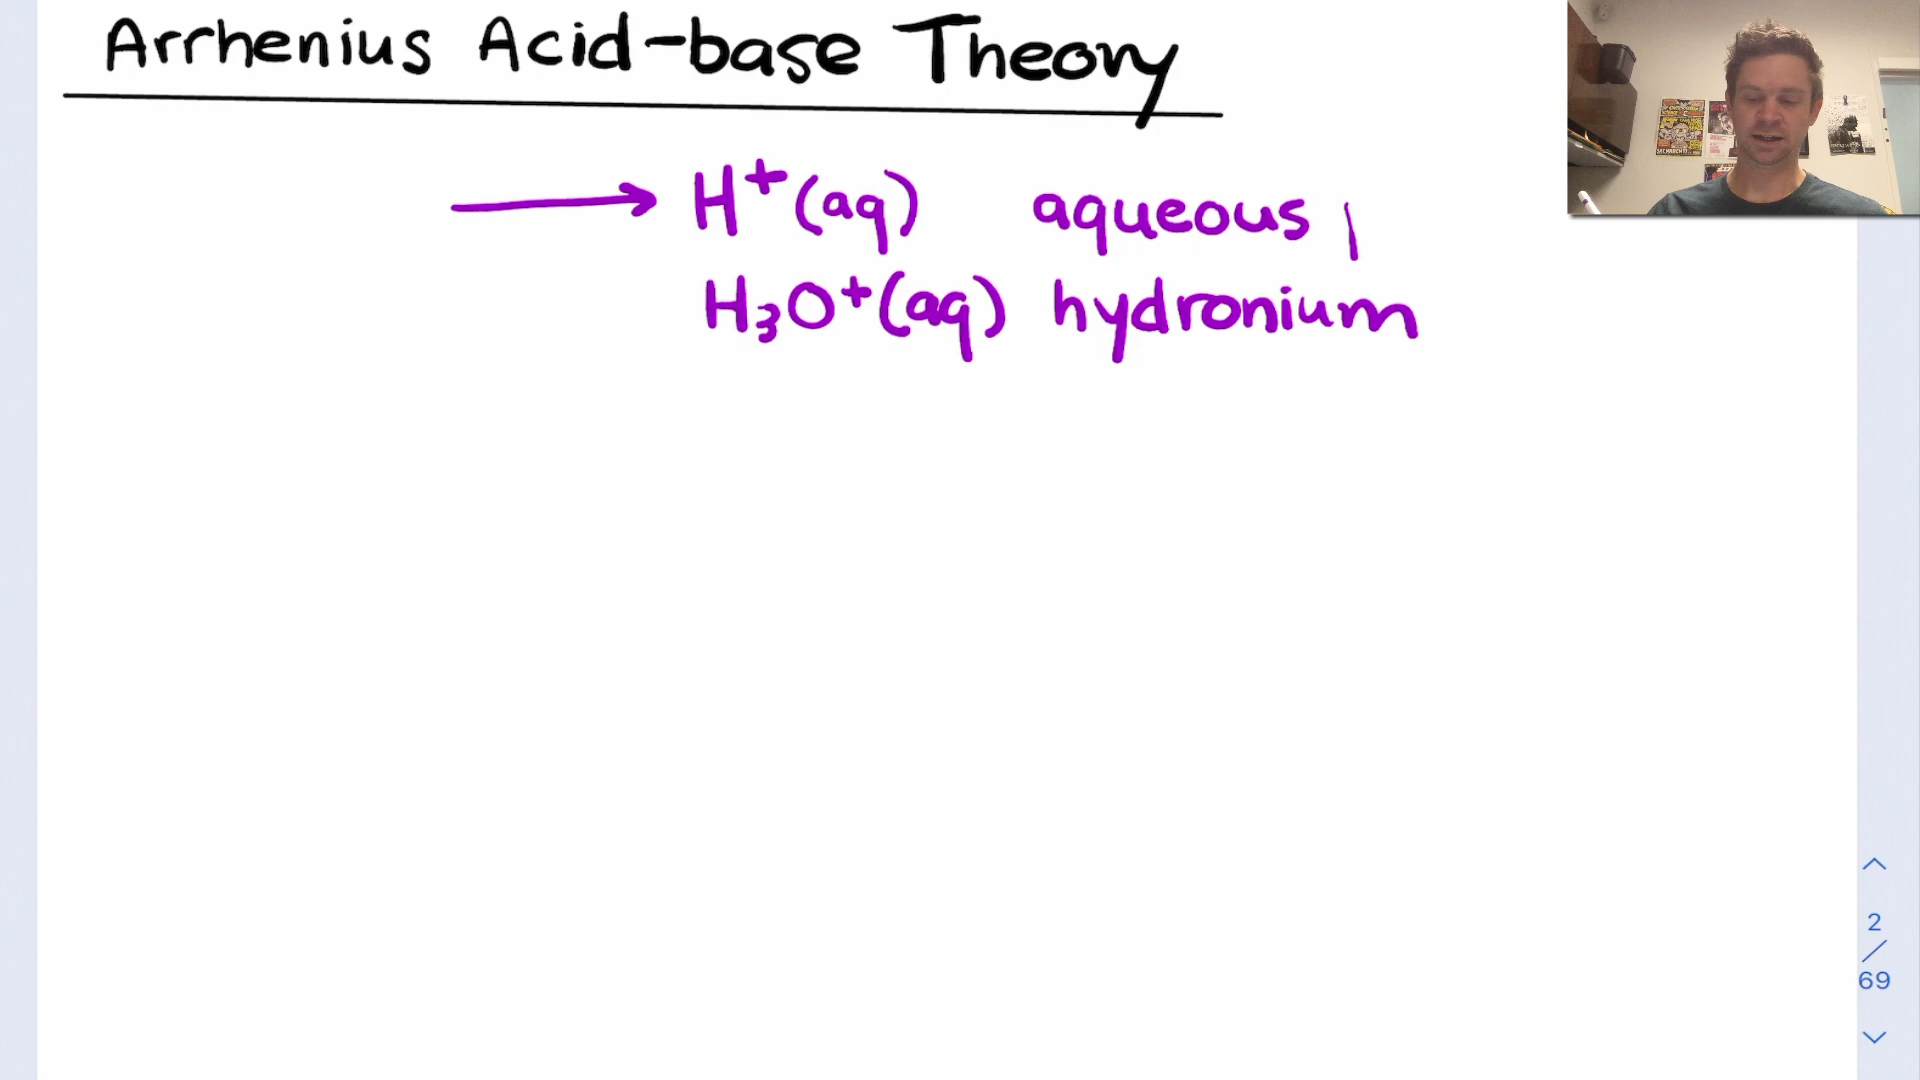 Arrhenius Acid-base Theory
⟶ H⁺(aq) aqueous
H₃O⁺(aq) hydronium
2
/
69